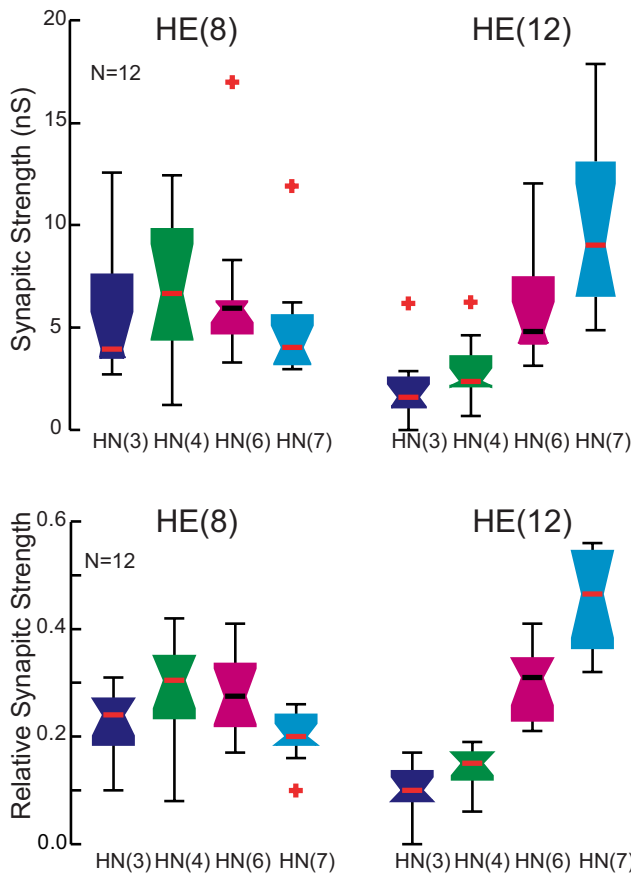 HE(8) HE(12)
20
N=12
15
10
5
0
Synapitc Strength (nS)
HN(3) HN(4) HN(6) HN(7) HN(3) HN(4) HN(6) HN(7)
HE(8) HE(12)
0.6
N=12
0.4
0.2
0.0
Relative Synapitc Strength
HN(3) HN(4) HN(6) HN(7) HN(3) HN(4) HN(6) HN(7)